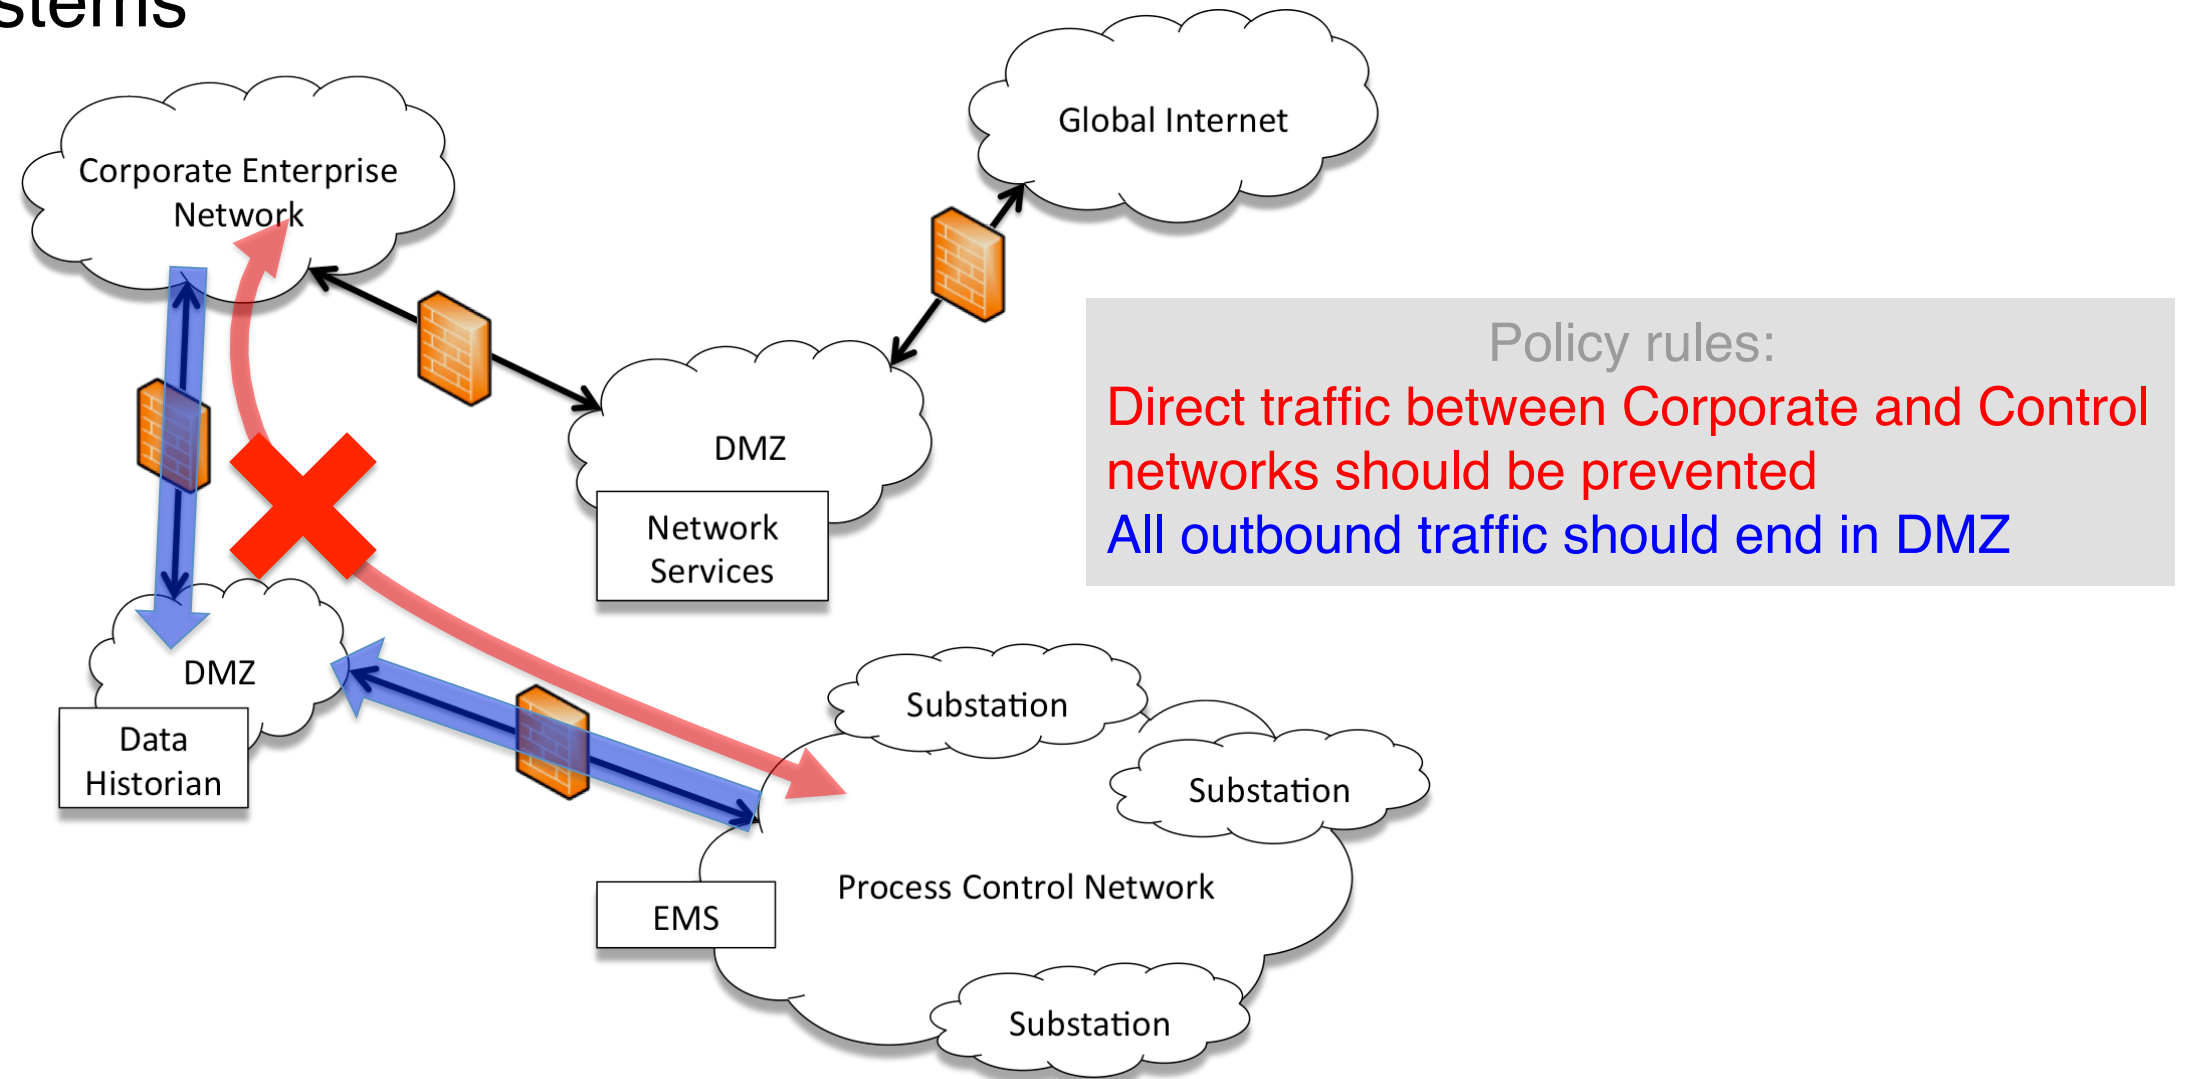 stems
Global Internet
Corporate Enterprise
Network
Policy rules:
Direct traffic between Corporate and Control
networks should be prevented
All outbound traffic should end in DMZ
DMZ
Network
Services
DMZ
Data
Historian
Substation
Substation
Process Control Network
EMS
Substation